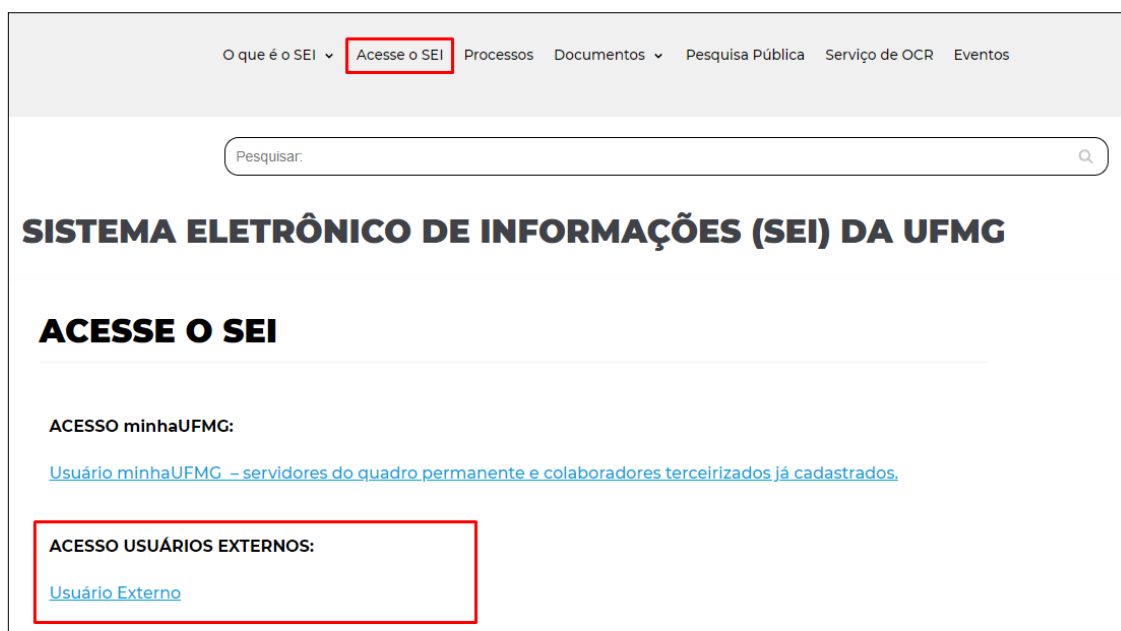 O que é o SEI Acesse o SEI Processos Documentos Pesquisa Pública Serviço de OCR Eventos
Pesquisar:
SISTEMA ELETRÔNICO DE INFORMAÇÕES (SEI) DA UFMG
ACESSE O SEI
ACESSO minhaUFMG:
Usuário minhaUFMG – servidores do quadro permanente e colaboradores terceirizados já cadastrados.
ACESSO USUÁRIOS EXTERNOS:
Usuário Externo